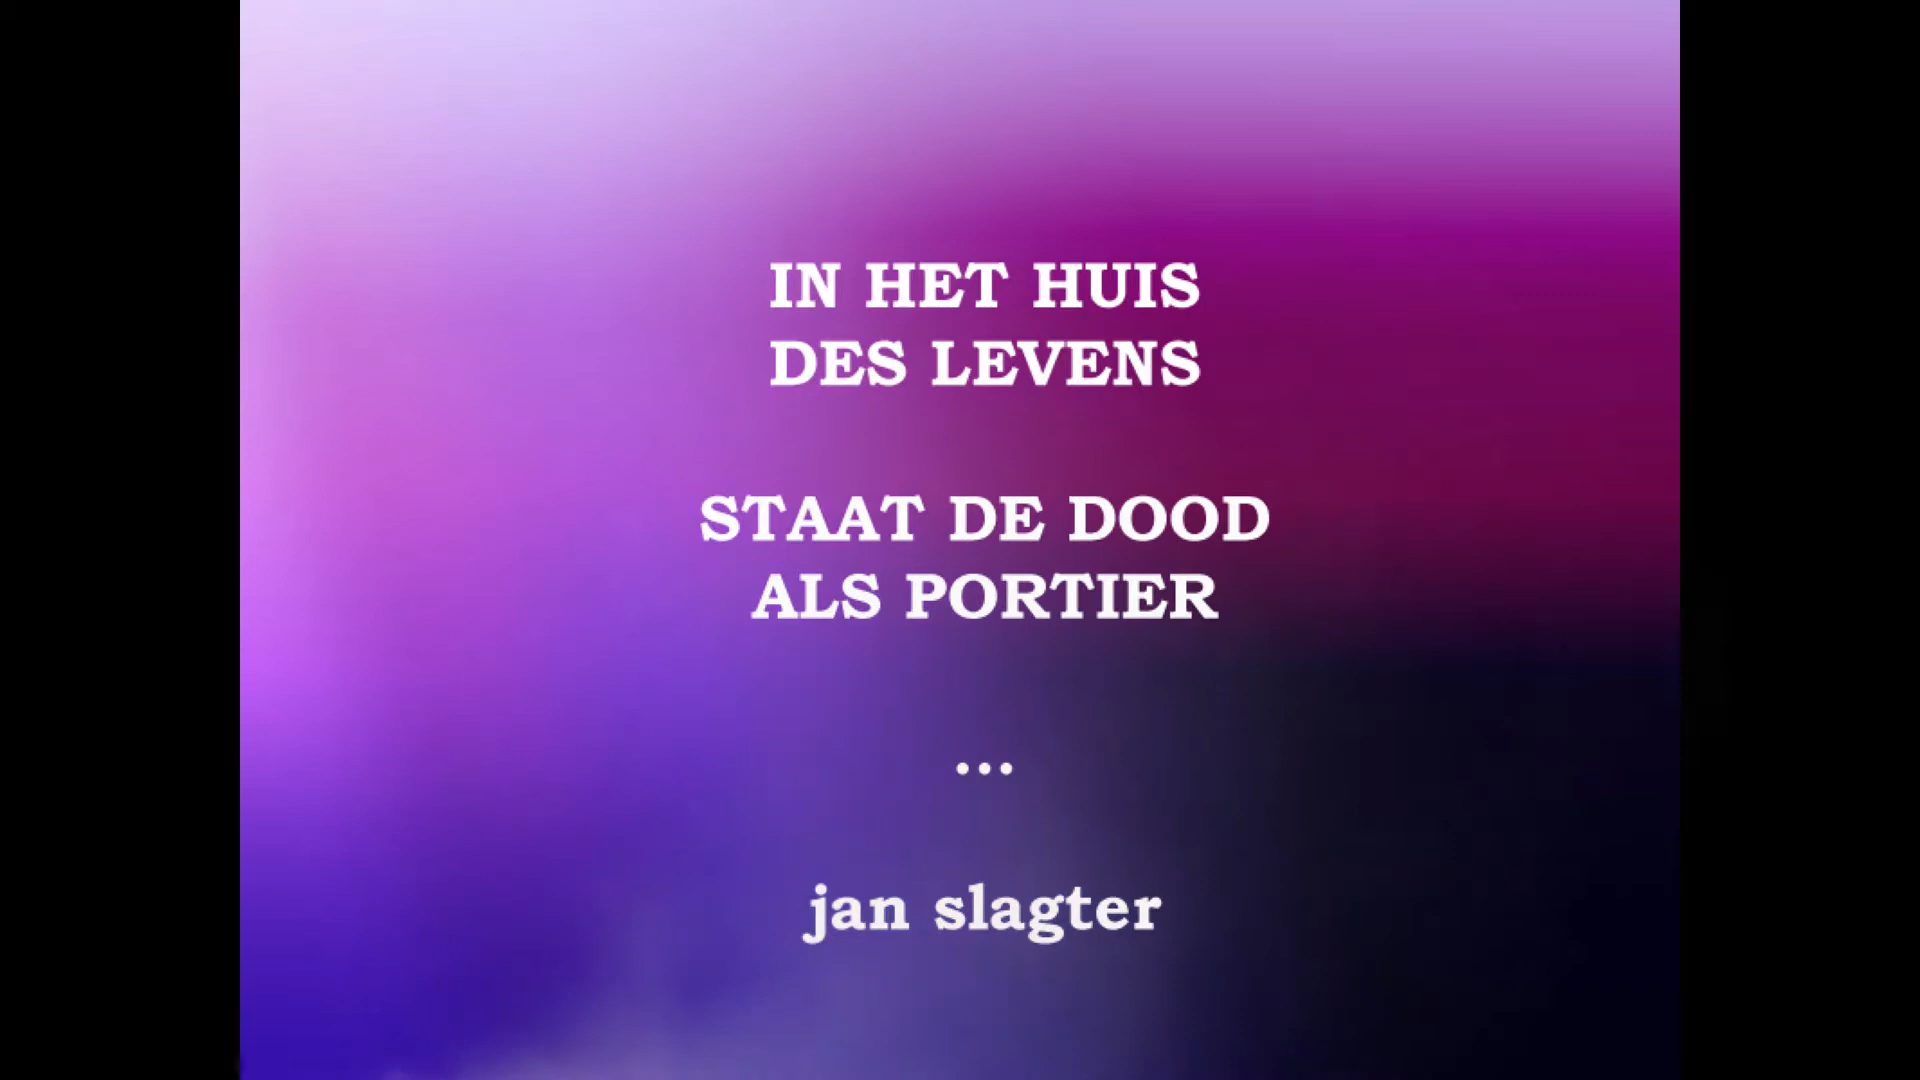 IN HET HUIS
DES LEVENS
STAAT DE DOOD
ALS PORTIER
...
jan slagter